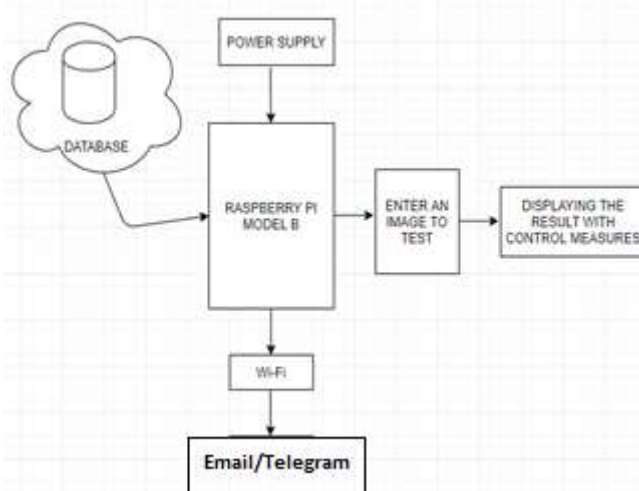 POWER SUPPLY
DATABASE
RASPBERRY PI
MODEL B
ENTER AN
IMAGE TO
TEST
DISPLAYING THE
RESULT WITH
CONTROL MEASURES
Wi-Fi
Email/Telegram